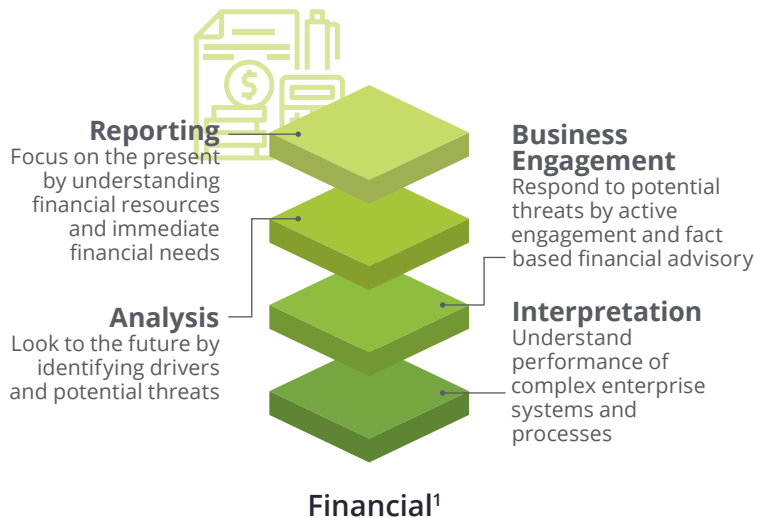 Reporting
Focus on the present
by understanding
financial resources
and immediate
financial needs
Analysis
Look to the future by
identifying drivers
and potential threats
Business
Engagement
Respond to potential
threats by active
engagement and fact
based financial advisory
Interpretation
Understand
performance of
complex enterprise
systems and
processes
$
Financial¹